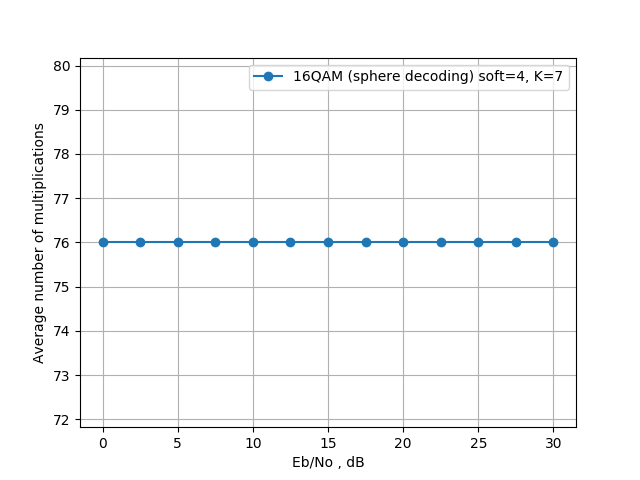 16QAM (sphere decoding) soft=4, K=7
80
79
78
77
76
75
74
73
72
Average number of multiplications
0 5 10 15 20 25 30
Eb/No , dB